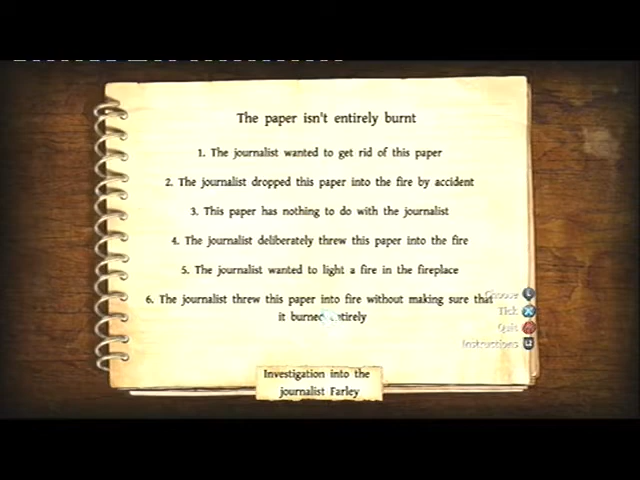 The paper isn't entirely burnt
1. The journalist wanted to get rid of this paper
2. The journalist dropped this paper into the fire by accident
3. This paper has nothing to do with the journalist
4. The journalist deliberately threw this paper into the fire
5. The journalist wanted to light a fire in the fireplace
6. The journalist threw this paper into fire without making sure that
it burned entirely
Choose
Tick
Quit
Instructions
Investigation into the
journalist Farley